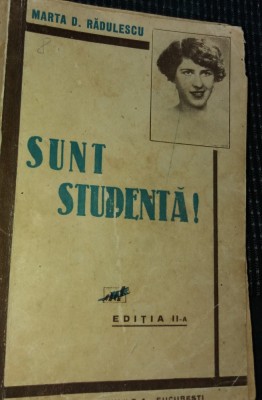 MARTA D. RĂDULESCU
SUNT
STUDENTĂ!
EDIȚIA II-A
BUCUREȘTI